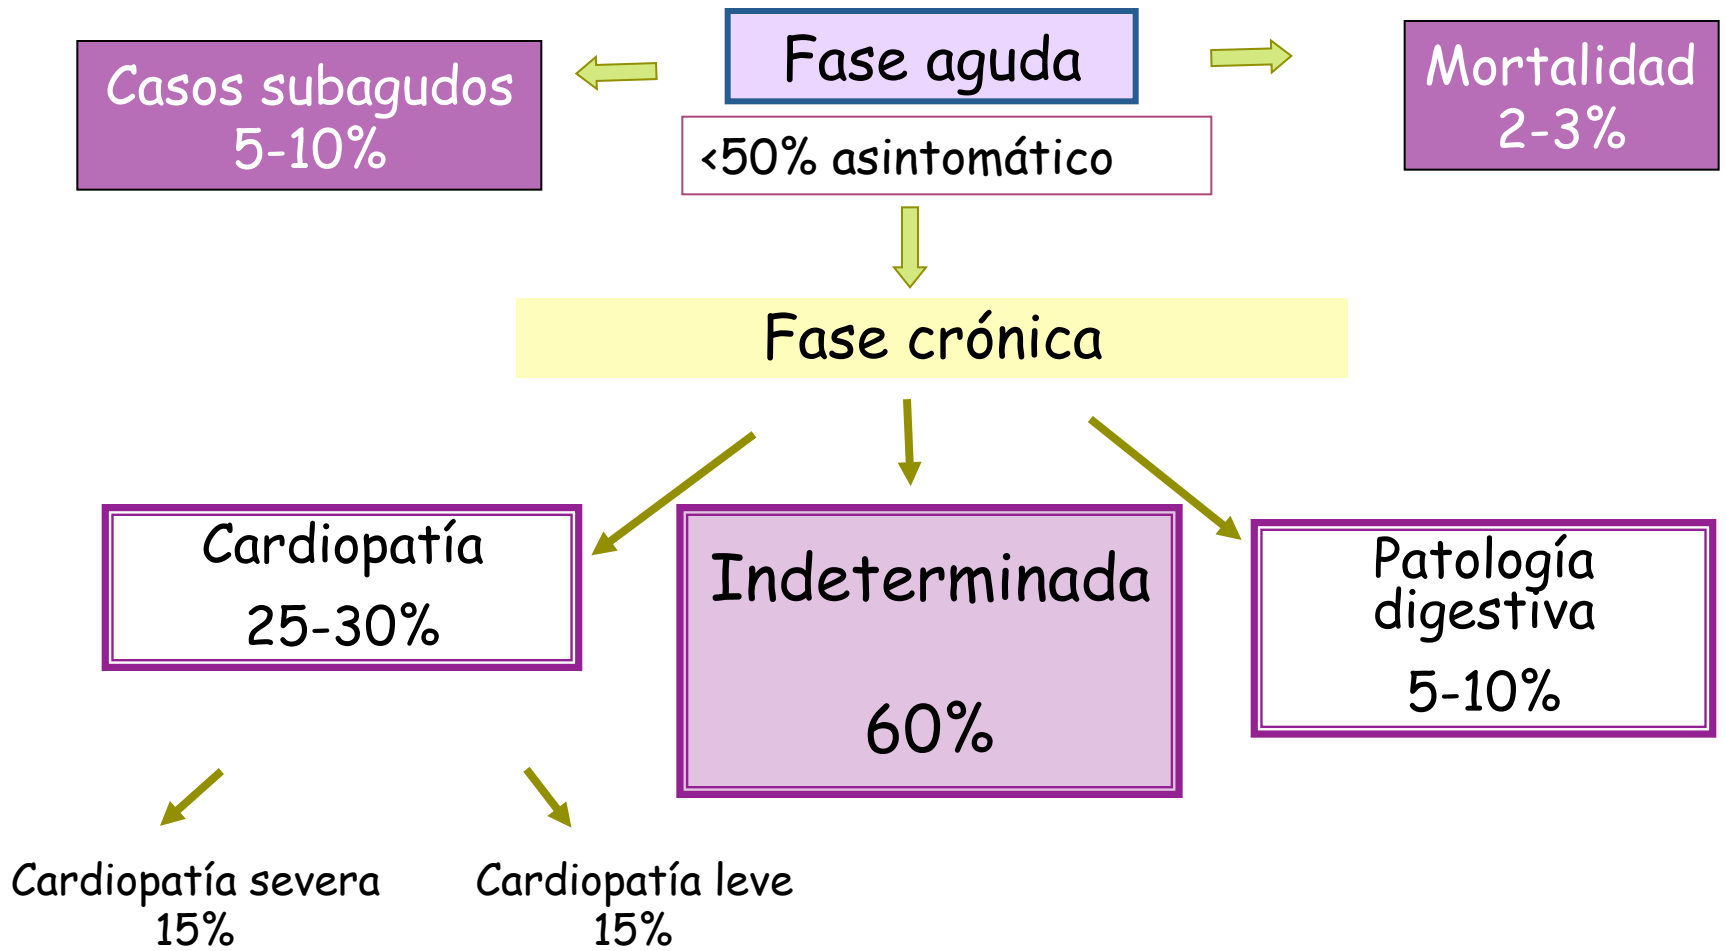 Fase aguda
Casos subagudos
5-10%
Mortalidad
2-3%
<50% asintomático
Fase crónica
Cardiopatía
25-30%
Indeterminada
60%
Patología
digestiva
5-10%
Cardiopatía severa
15%
Cardiopatía leve
15%